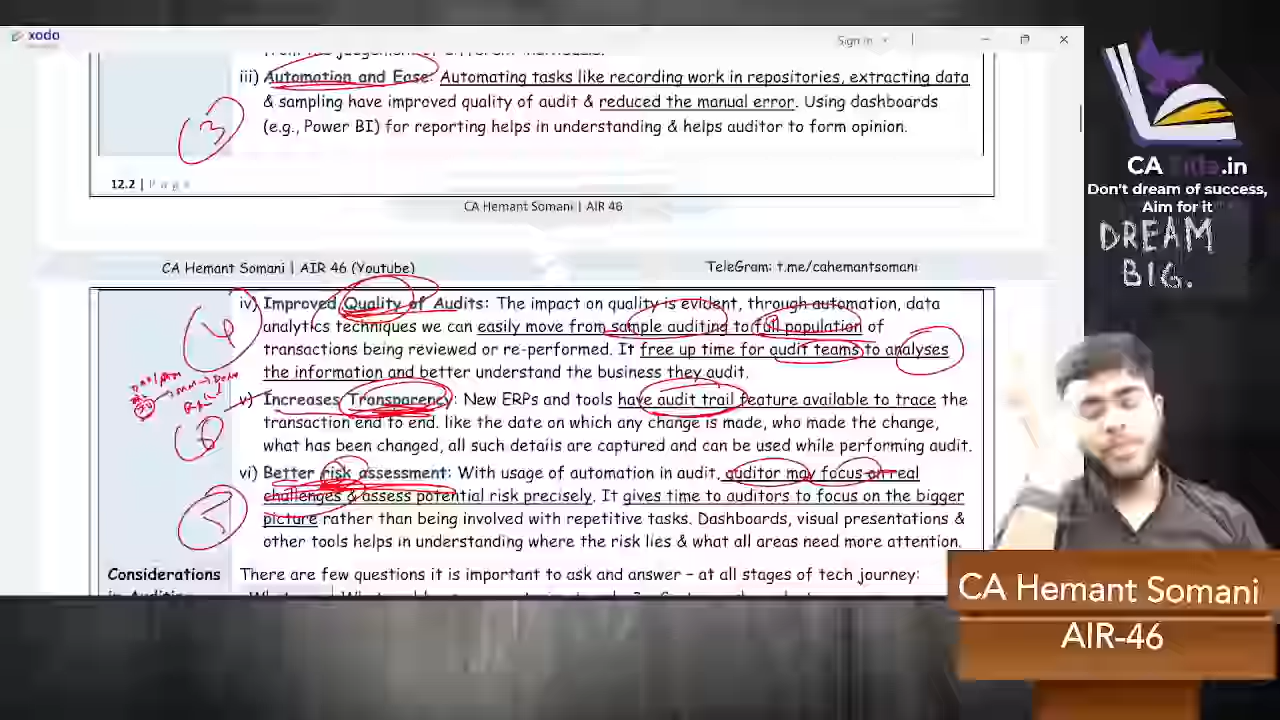 xodo
Sign in
iii) Automation and Ease: Automating tasks like recording work in repositories, extracting data
& sampling have improved quality of audit & reduced the manual error. Using dashboards
(e.g., Power BI) for reporting helps in understanding & helps auditor to form opinion.
3
12.2 | Page
CA Hemant Somani | AIR 46
CA Hemant Somani | AIR 46 (Youtube)
TeleGram: t.me/cahemantsomani
iv) Improved Quality of Audits: The impact on quality is evident, through automation, data
analytics techniques we can easily move from sample auditing to full population of
transactions being reviewed or re-performed. It free up time for audit teams to analyses
the information and better understand the business they audit.
v) Increases Transparency: New ERPs and tools have audit trail feature available to trace the
transaction end to end. like the date on which any change is made, who made the change,
what has been changed, all such details are captured and can be used while performing audit.
vi) Better risk assessment: With usage of automation in audit, auditor may focus on real
challenges & assess potential risk precisely. It gives time to auditors to focus on the bigger
picture rather than being involved with repetitive tasks. Dashboards, visual presentations &
other tools helps in understanding where the risk lies & what all areas need more attention.
Considerations
There are few questions it is important to ask and answer – at all stages of tech journey:
CA Title.in
Don't dream of success,
Aim for it
DREAM
BIG.
CA Hemant Somani
AIR-46